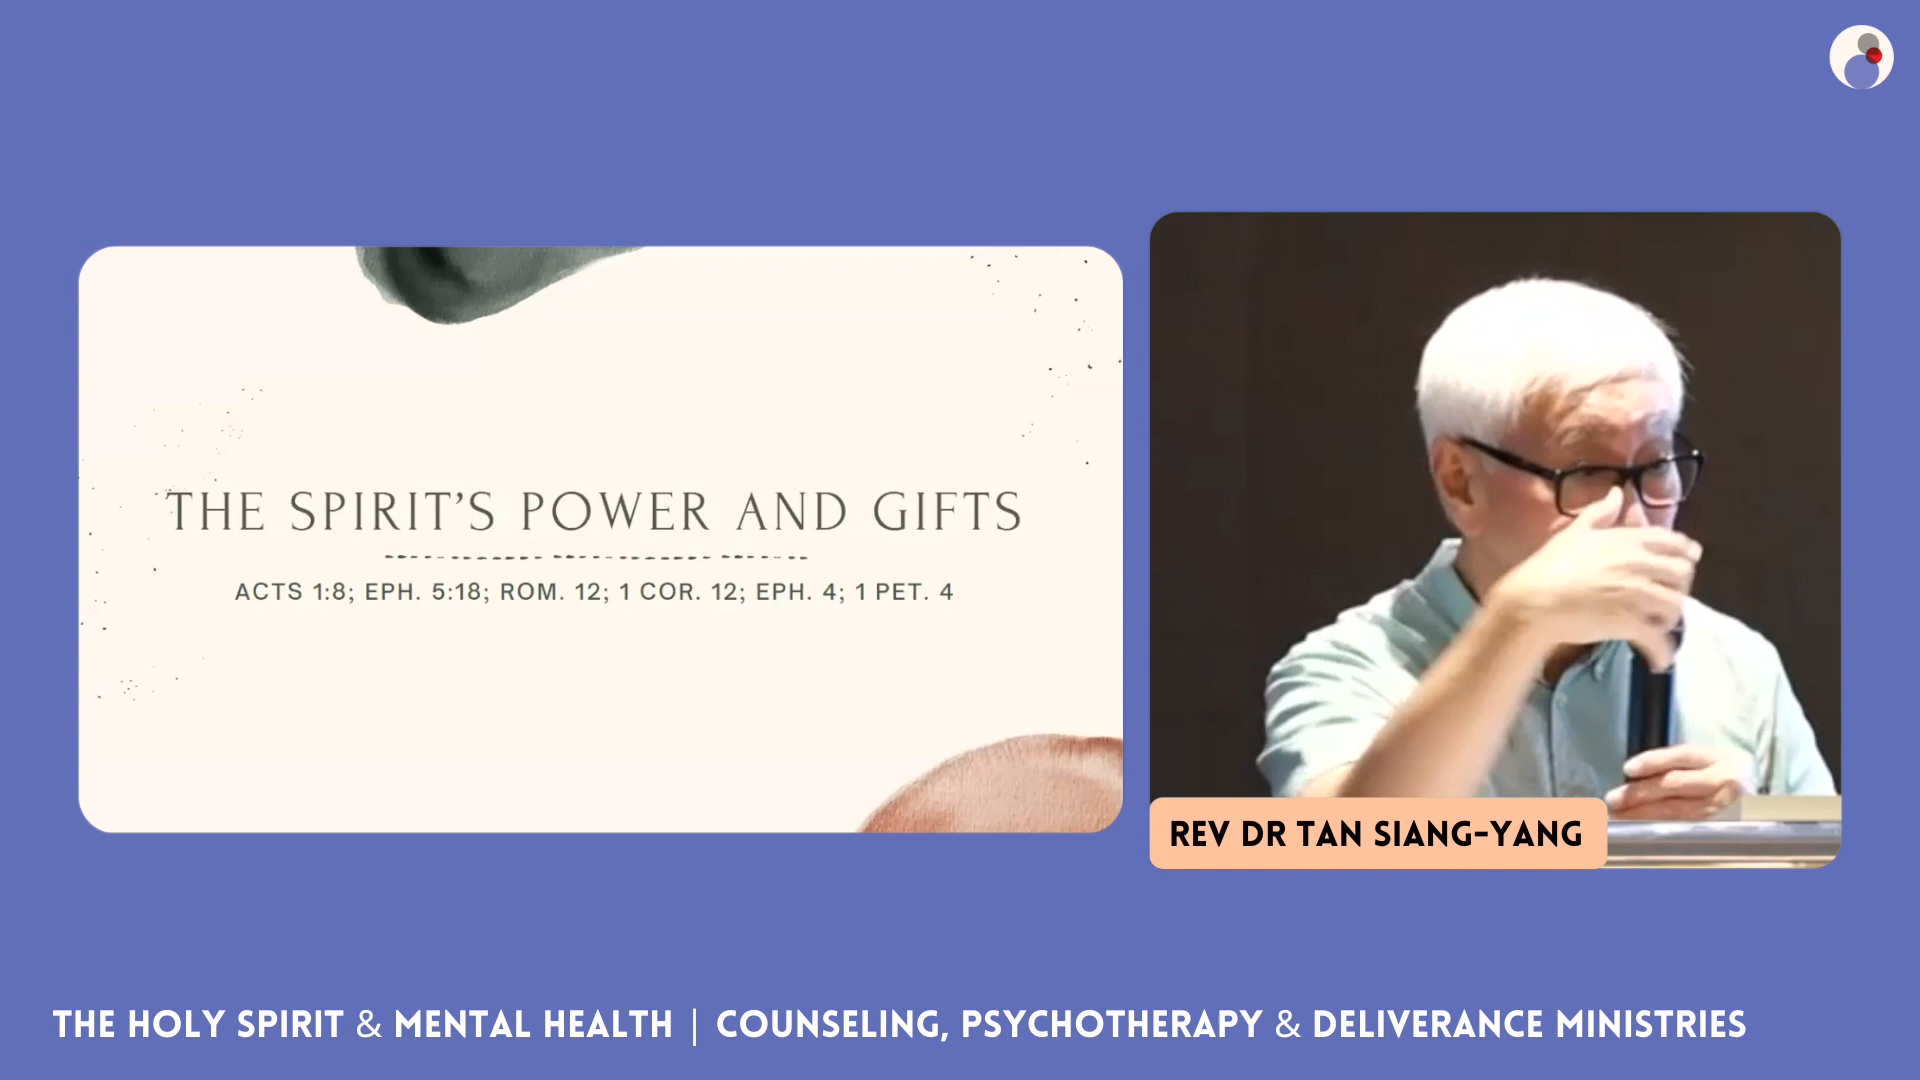 THE SPIRIT'S POWER AND GIFTS
ACTS 1:8; EPH. 5:18; ROM. 12; 1 COR. 12; EPH. 4; 1 PET. 4
REV DR TAN SIANG-YANG
THE HOLY SPIRIT & MENTAL HEALTH | COUNSELING, PSYCHOTHERAPY & DELIVERANCE MINISTRIES